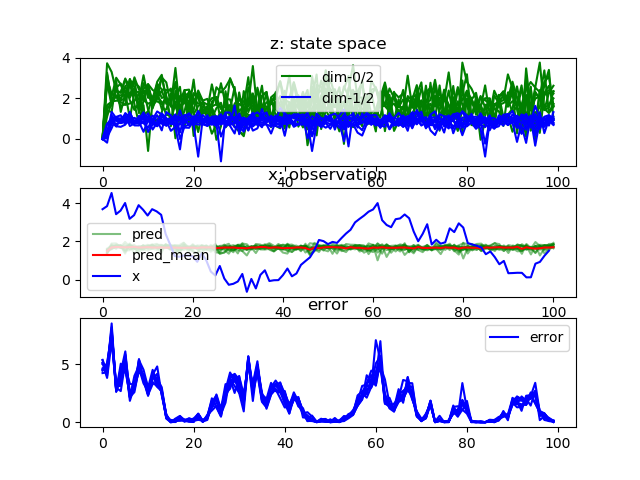 z: state space
4
2
0
dim-0/2
dim-1/2
0 20 40 60 80 100
x: observation
4
2
0
pred
pred_mean
x
0 20 40 60 80 100
error
5
0
error
0 20 40 60 80 100